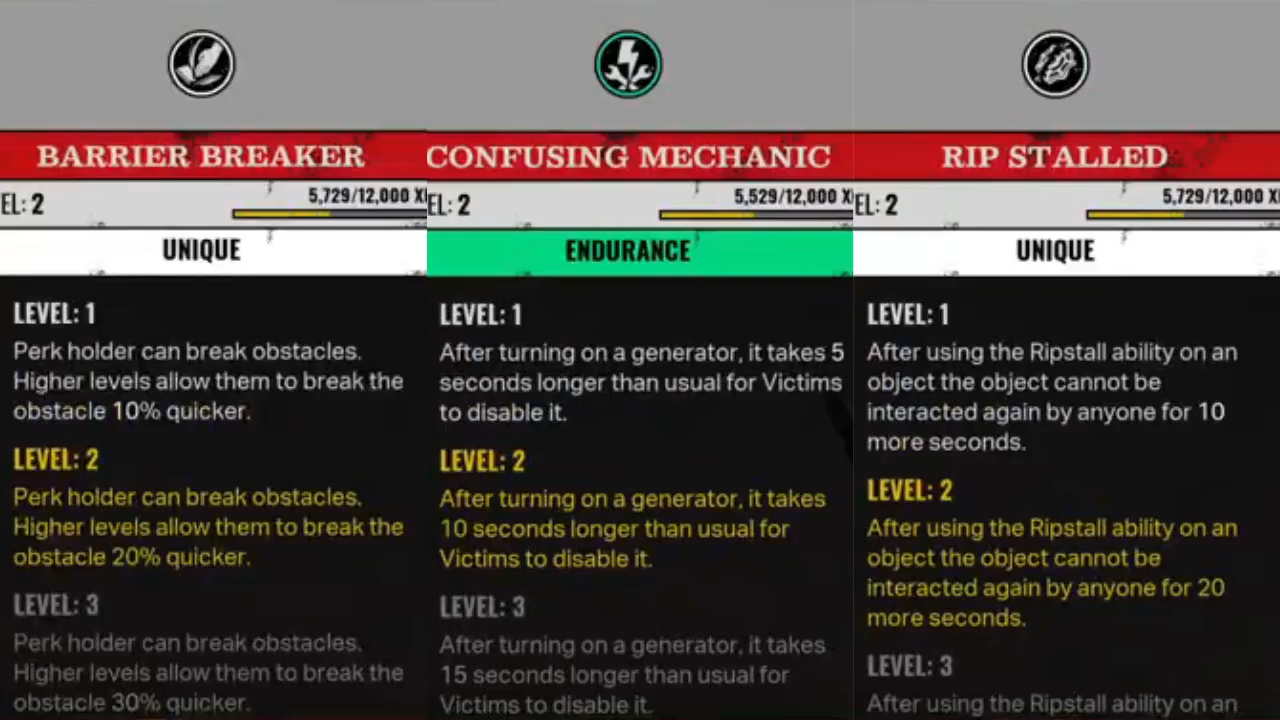 BARRIER BREAKER
EL: 2
5,729/12,000 X
UNIQUE
LEVEL: 1
Perk holder can break obstacles.
Higher levels allow them to break the
obstacle 10% quicker.
LEVEL: 2
Perk holder can break obstacles.
Higher levels allow them to break the
obstacle 20% quicker.
LEVEL: 3
Perk holder can break obstacles.
Higher levels allow them to break the
obstacle 30% quicker.
CONFUSING MECHANIC
EL: 2
5,529/12,000 X
ENDURANCE
LEVEL: 1
After turning on a generator, it takes 5
seconds longer than usual for Victims
to disable it.
LEVEL: 2
After turning on a generator, it takes
10 seconds longer than usual for
Victims to disable it.
LEVEL: 3
After turning on a generator, it takes
15 seconds longer than usual for
Victims to disable it.
RIP STALLED
EL: 2
5,729/12,000 X
UNIQUE
LEVEL: 1
After using the Ripstall ability on an
object the object cannot be
interacted again by anyone for 10
more seconds.
LEVEL: 2
After using the Ripstall ability on an
object the object cannot be
interacted again by anyone for 20
more seconds.
LEVEL: 3
After using the Ripstall ability on an